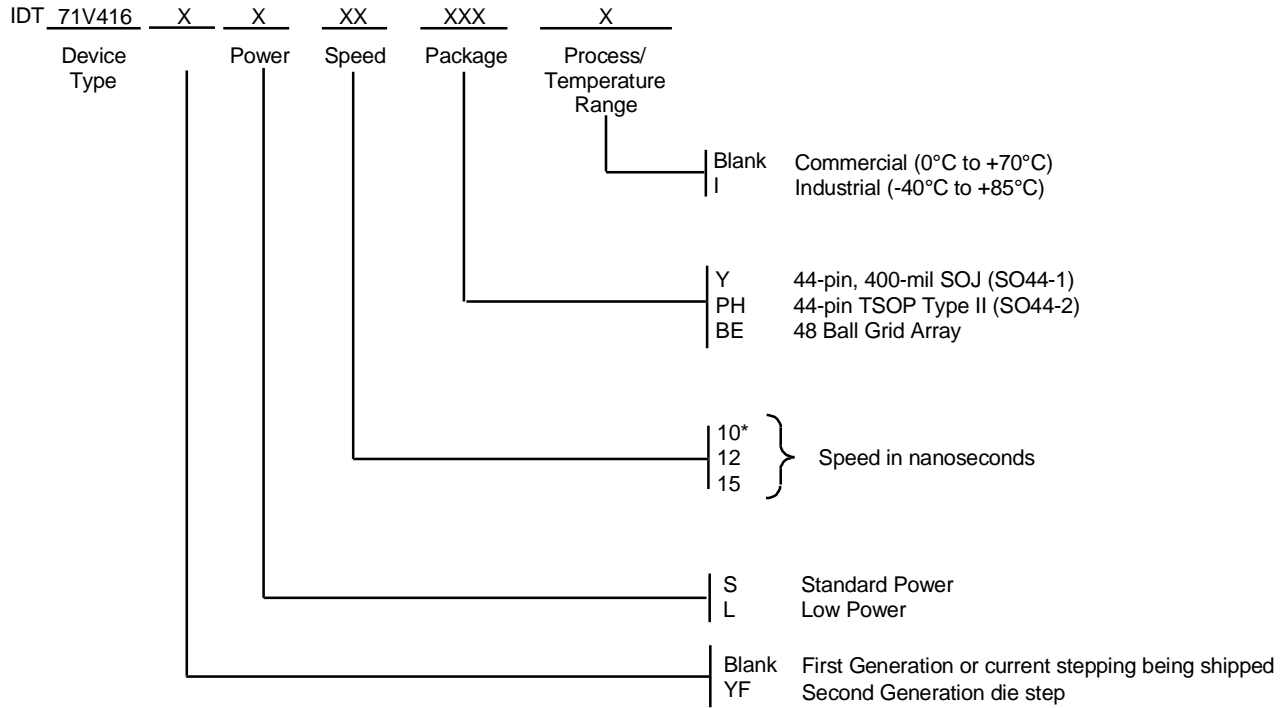 IDT 71V416 X X XX XXX X
Device Type Power Speed Package Process/ Temperature Range
Blank Commercial (0°C to +70°C)
I Industrial (-40°C to +85°C)
Y 44-pin, 400-mil SOJ (SO44-1)
PH 44-pin TSOP Type II (SO44-2)
BE 48 Ball Grid Array
10*
12 Speed in nanoseconds
15
S Standard Power
L Low Power
Blank First Generation or current stepping being shipped
YF Second Generation die step